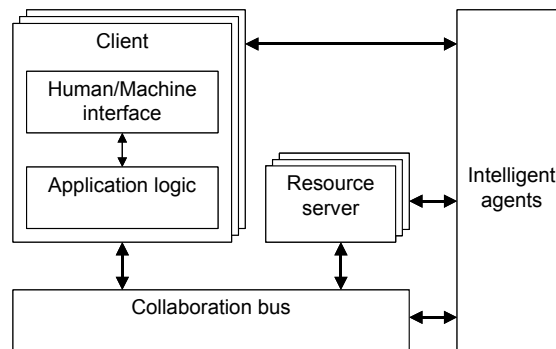 Client
Human/Machine
interface
Application logic
Resource
server
Intelligent
agents
Collaboration bus